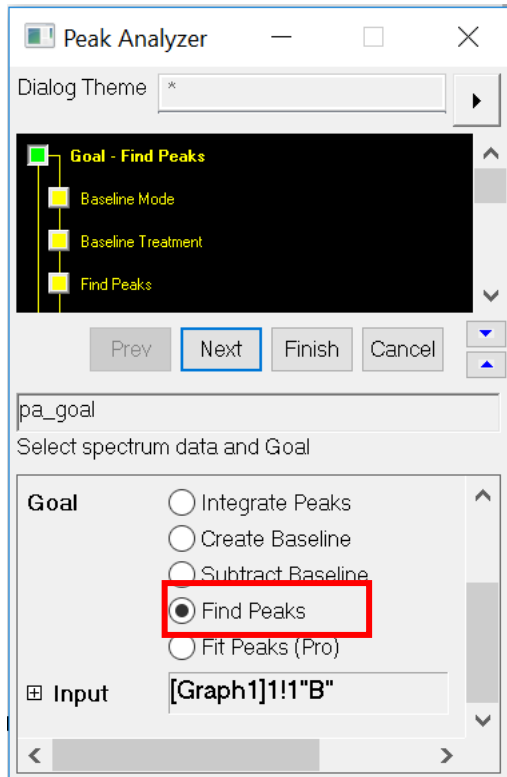 Peak Analyzer
Dialog Theme *
Goal - Find Peaks
Baseline Mode
Baseline Treatment
Find Peaks
Prev Next Finish Cancel
pa_goal
Select spectrum data and Goal
Goal Integrate Peaks
Create Baseline
Subtract Baseline
Find Peaks
Fit Peaks (Pro)
Input [Graph1]1!1"B"